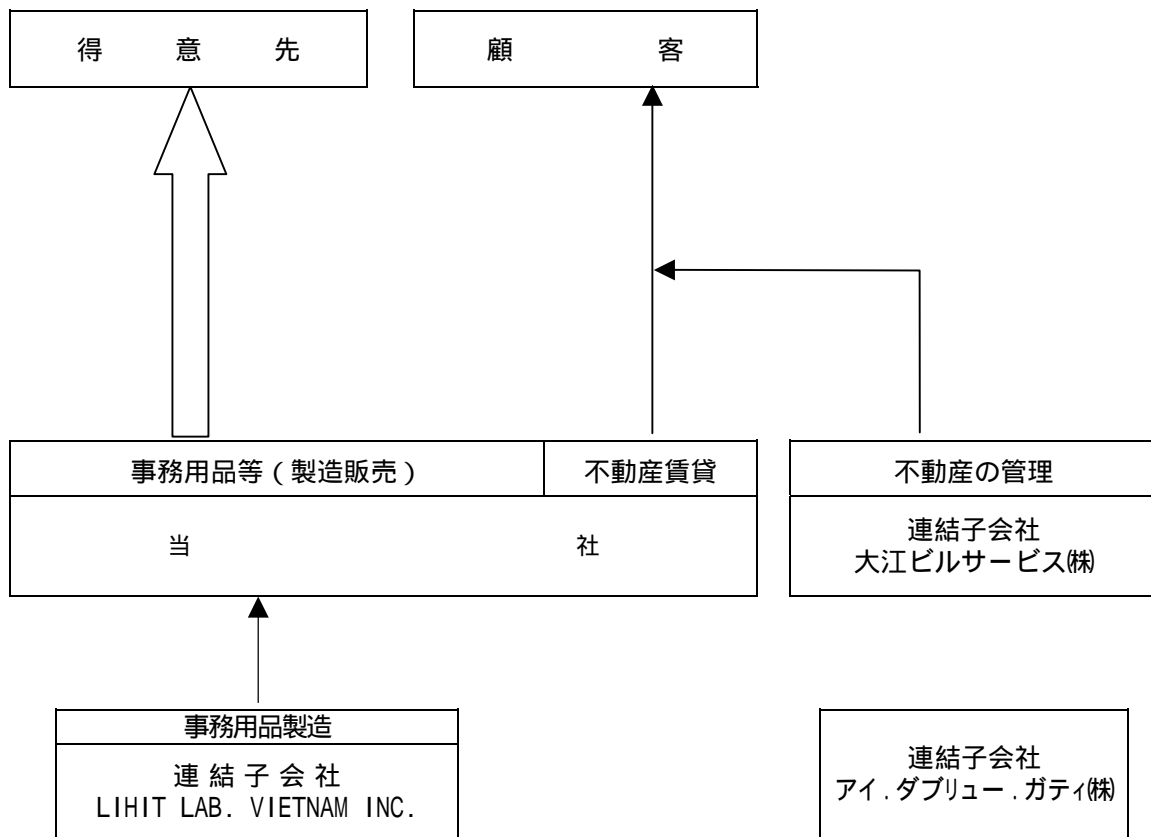 得 意 先
顧 客
事務用品等(製造販売)
不動産賃貸
不動産の管理
当 社
連結子会社
大江ビルサービス㈱
事務用品製造
連結子会社
LIHIT LAB. VIETNAM INC.
連結子会社
アイ.ダブリュー.ガティ㈱